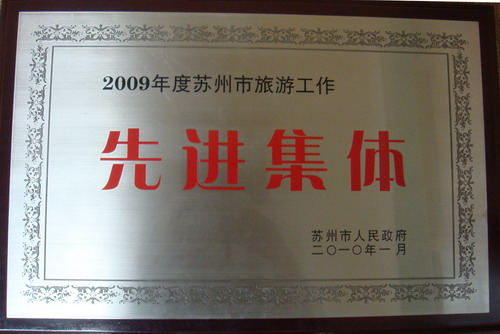 2009年度苏州市旅游工作
先进集体
苏州市人民政府
二〇一〇年一月